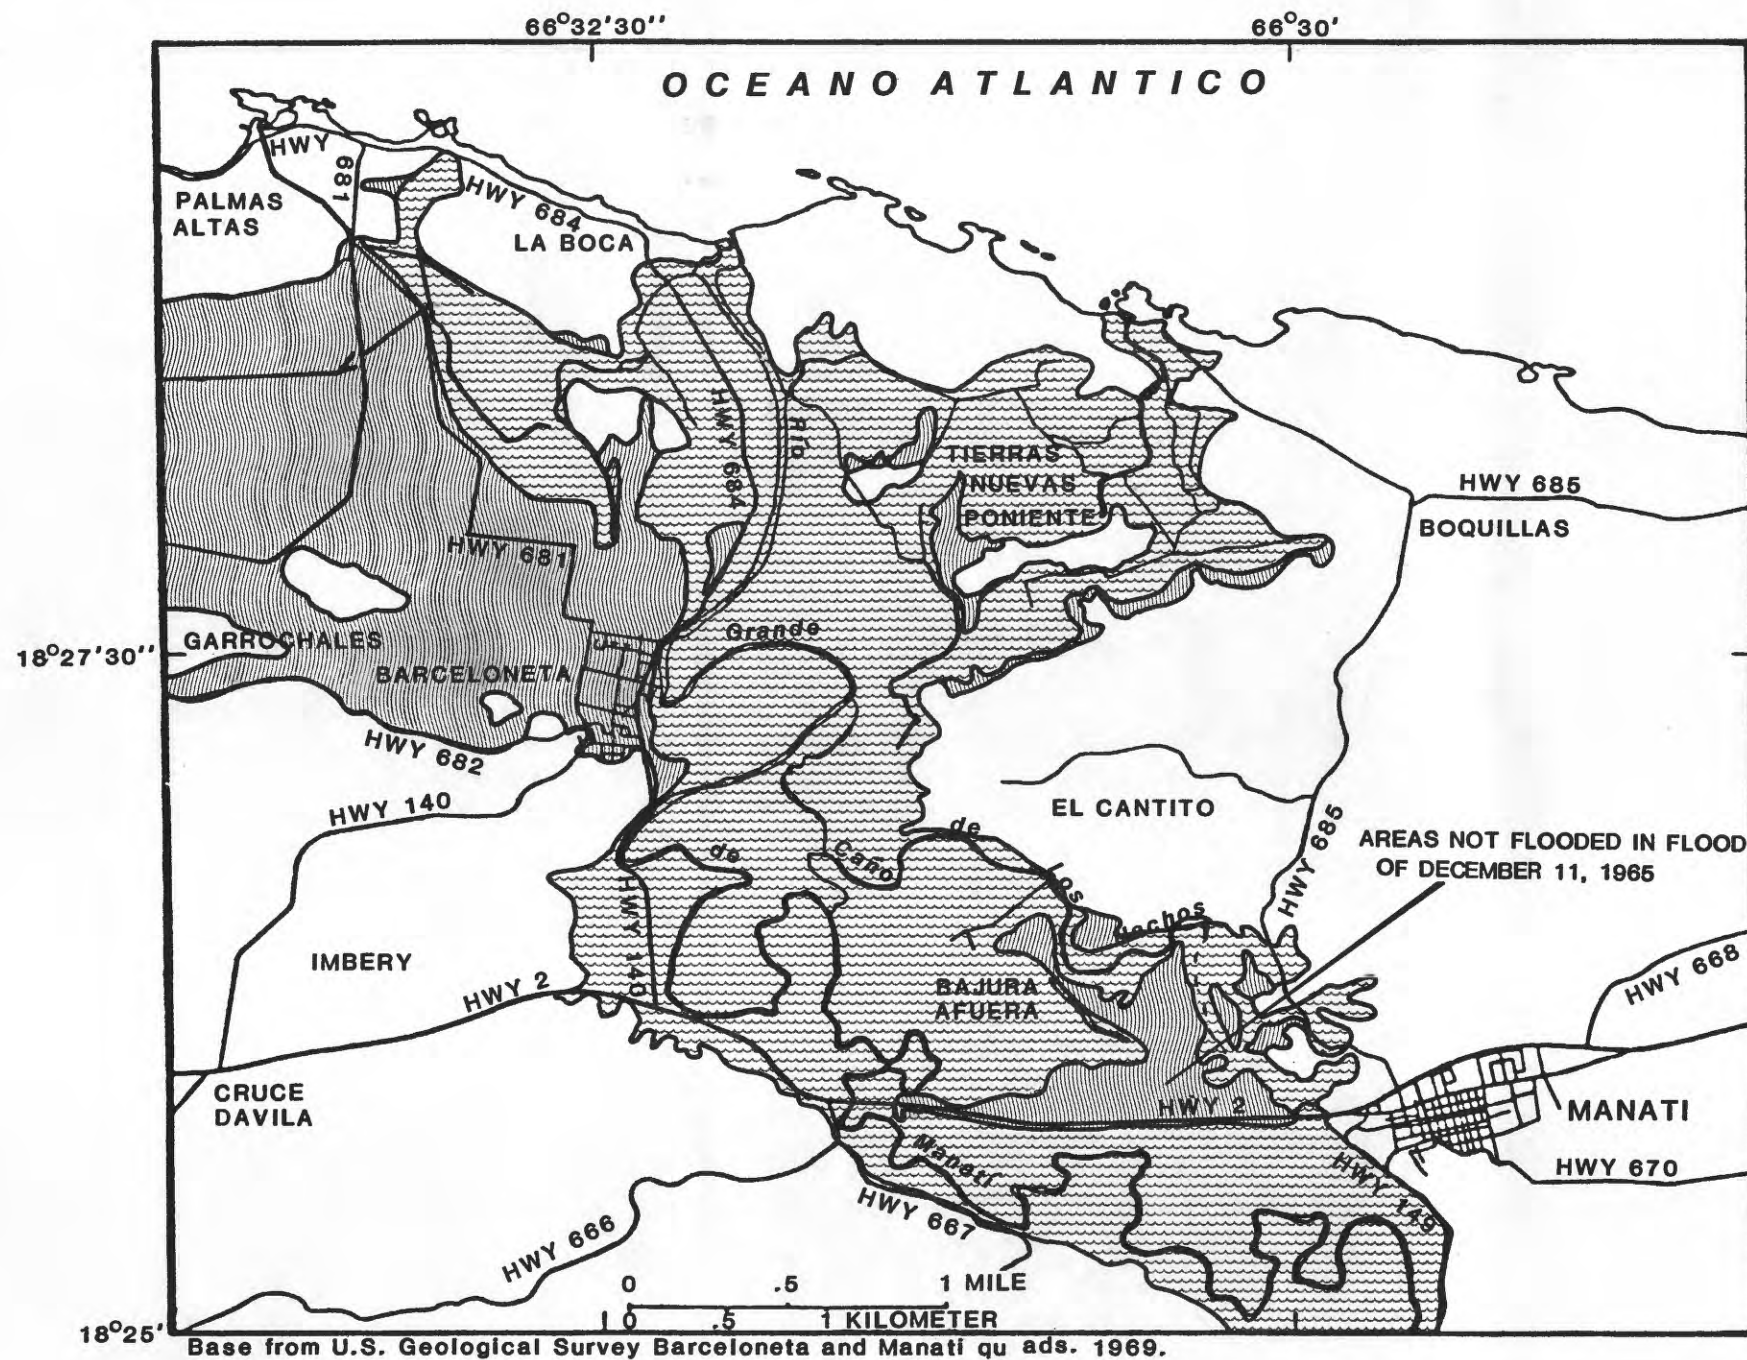 66°32'30''
66°30'
OCEANO ATLANTICO
HWY
681
PALMAS
ALTAS
HWY 684
LA BOCA
HWY 684
Río
TIERRAS
NUEVAS
PONIENTE
HWY 685
BOQUILLAS
HWY 681
Grande
18°27'30''
GARROCHALES
BARCELONETA
HWY 682
HWY 140
EL CANTITO
HWY 685
AREAS NOT FLOODED IN FLOOD
OF DECEMBER 11, 1965
de
Caño
de
Los
Nachos
HWY 140
IMBERY
HWY 2
BAJURA
AFUERA
HWY 668
CRUCE
DAVILA
HWY 2
MANATI
Manatí
HWY 149
HWY 670
HWY 667
HWY 666
0 .5 1 MILE
0 .5 1 KILOMETER
18°25'
Base from U.S. Geological Survey Barceloneta and Manati qu ads. 1969.